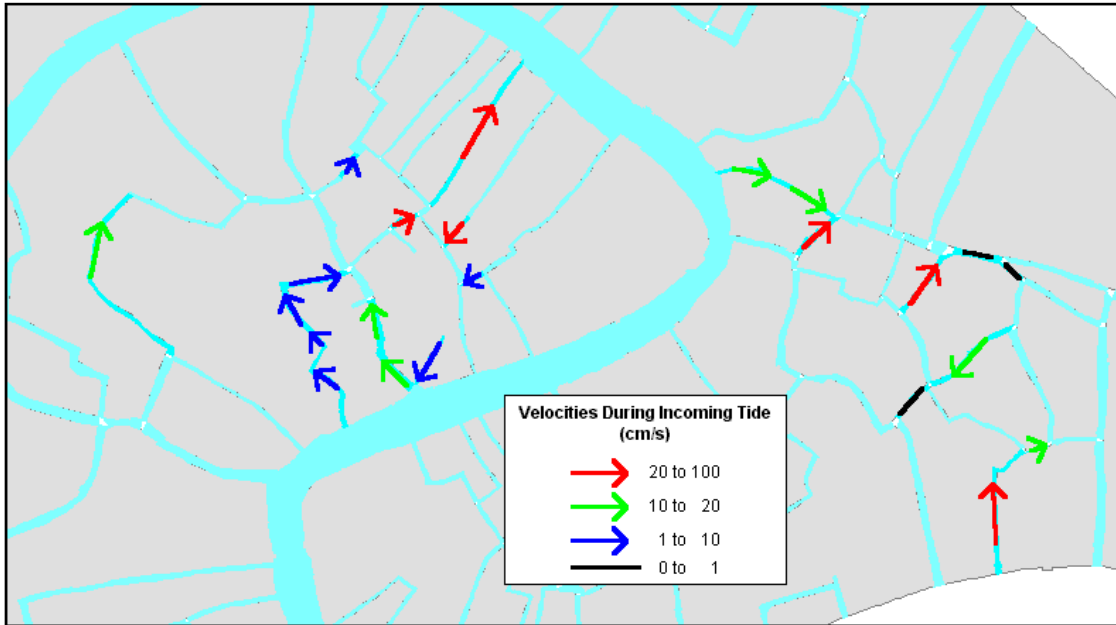 Velocities During Incoming Tide
(cm/s)
20 to 100
10 to 20
1 to 10
0 to 1